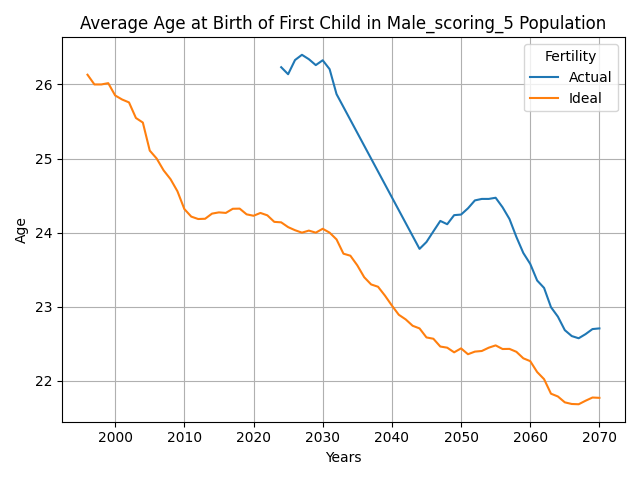 Average Age at Birth of First Child in Male_scoring_5 Population
Fertility
Actual
Ideal
Age
26
25
24
23
22
2000 2010 2020 2030 2040 2050 2060 2070
Years